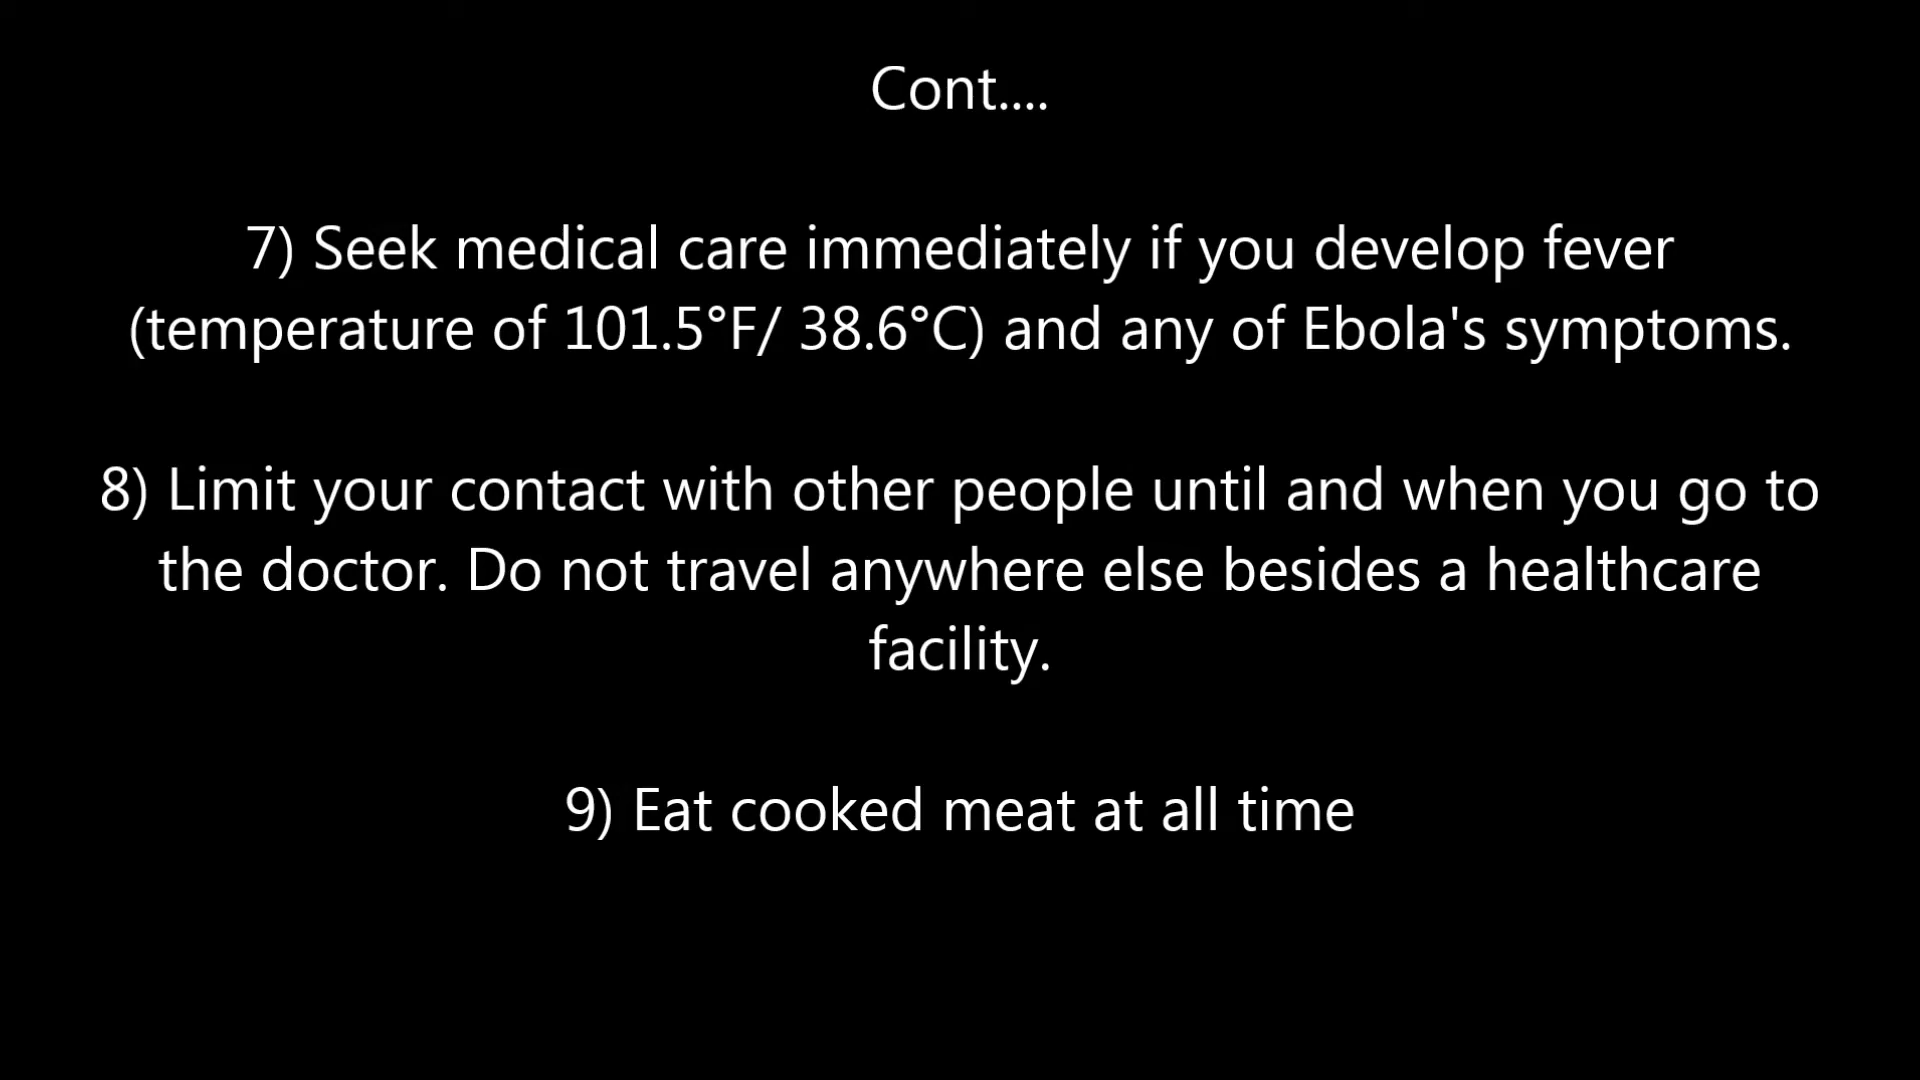 Cont....
7) Seek medical care immediately if you develop fever
(temperature of 101.5°F/ 38.6°C) and any of Ebola's symptoms.
8) Limit your contact with other people until and when you go to
the doctor. Do not travel anywhere else besides a healthcare
facility.
9) Eat cooked meat at all time